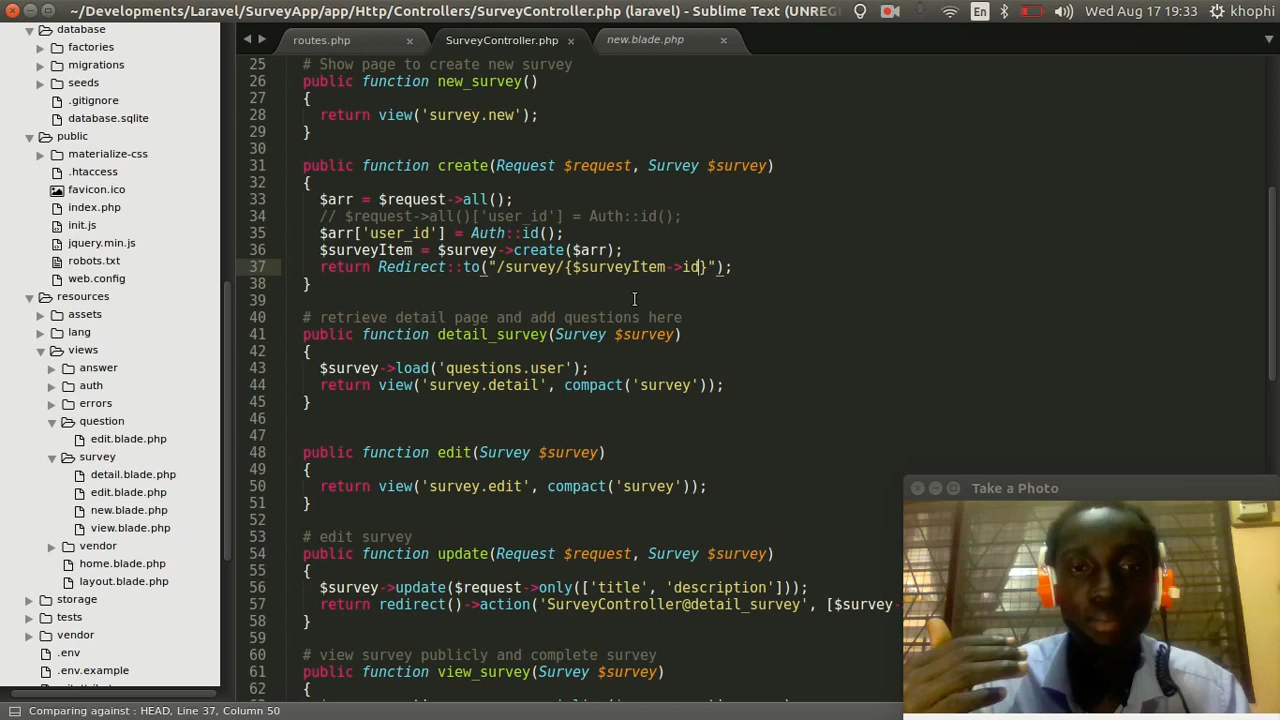 ~/Developments/Laravel/SurveyApp/app/Http/Controllers/SurveyController.php (laravel) - Sublime Text (UNREG
En
Wed Aug 17 19:33
khophi
database
factories
migrations
seeds
.gitignore
database.sqlite
public
materialize-css
.htaccess
favicon.ico
index.php
init.js
jquery.min.js
robots.txt
web.config
resources
assets
lang
views
answer
auth
errors
question
edit.blade.php
survey
detail.blade.php
edit.blade.php
new.blade.php
view.blade.php
vendor
home.blade.php
layout.blade.php
storage
tests
vendor
.env
.env.example
routes.php
SurveyController.php
new.blade.php
25 # Show page to create new survey
26 public function new_survey()
27 {
28 return view('survey.new');
29 }
30
31 public function create(Request $request, Survey $survey)
32 {
33 $arr = $request->all();
34 // $request->all()['user_id'] = Auth::id();
35 $arr['user_id'] = Auth::id();
36 $surveyItem = $survey->create($arr);
37 return Redirect::to("/survey/{$surveyItem->id}");
38 }
39
40 # retrieve detail page and add questions here
41 public function detail_survey(Survey $survey)
42 {
43 $survey->load('questions.user');
44 return view('survey.detail', compact('survey'));
45 }
46
47
48 public function edit(Survey $survey)
49 {
50 return view('survey.edit', compact('survey'));
51 }
52
53 # edit survey
54 public function update(Request $request, Survey $survey)
55 {
56 $survey->update($request->only(['title', 'description']));
57 return redirect()->action('SurveyController@detail_survey', [$survey-
58 }
59
60 # view survey publicly and complete survey
61 public function view_survey(Survey $survey)
62 {
Take a Photo
Comparing against : HEAD, Line 37, Column 50